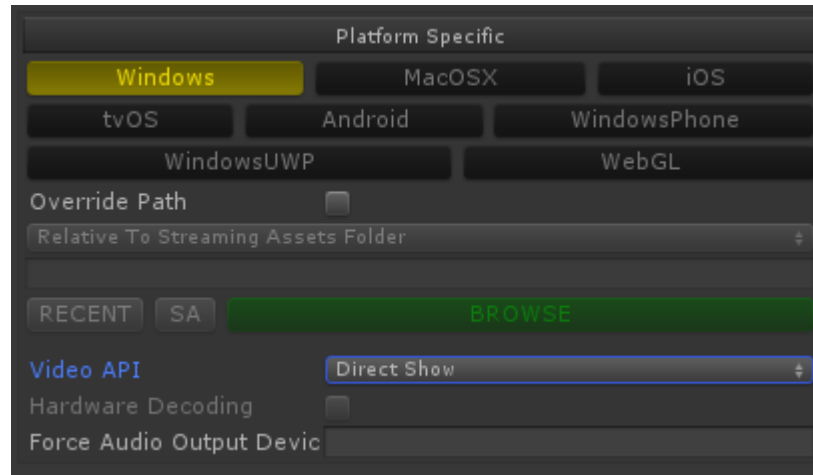 Platform Specific
Windows MacOSX iOS
tvOS Android WindowsPhone
WindowsUWP WebGL
Override Path
Relative To Streaming Assets Folder
RECENT SA BROWSE
Video API Direct Show
Hardware Decoding
Force Audio Output Devic